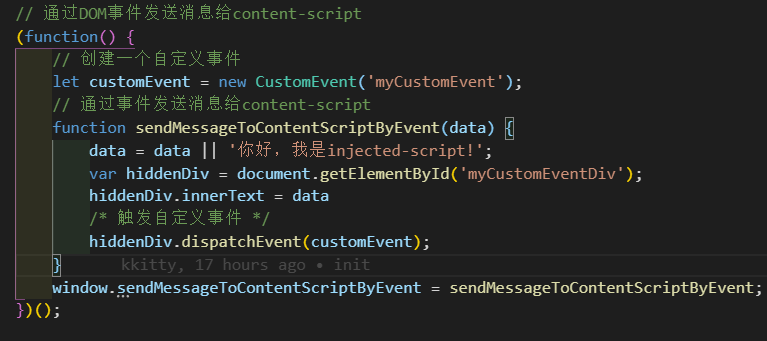 // 通过DOM事件发送消息给content-script
(function() {
    // 创建一个自定义事件
    let customEvent = new CustomEvent('myCustomEvent');
    // 通过事件发送消息给content-script
    function sendMessageToContentScriptByEvent(data) {
        data = data || '你好，我是injected-script!';
        var hiddenDiv = document.getElementById('myCustomEventDiv');
        hiddenDiv.innerText = data
        /* 触发自定义事件 */
        hiddenDiv.dispatchEvent(customEvent);
    }       kkitty, 17 hours ago • init
    window.sendMessageToContentScriptByEvent = sendMessageToContentScriptByEvent;
})();